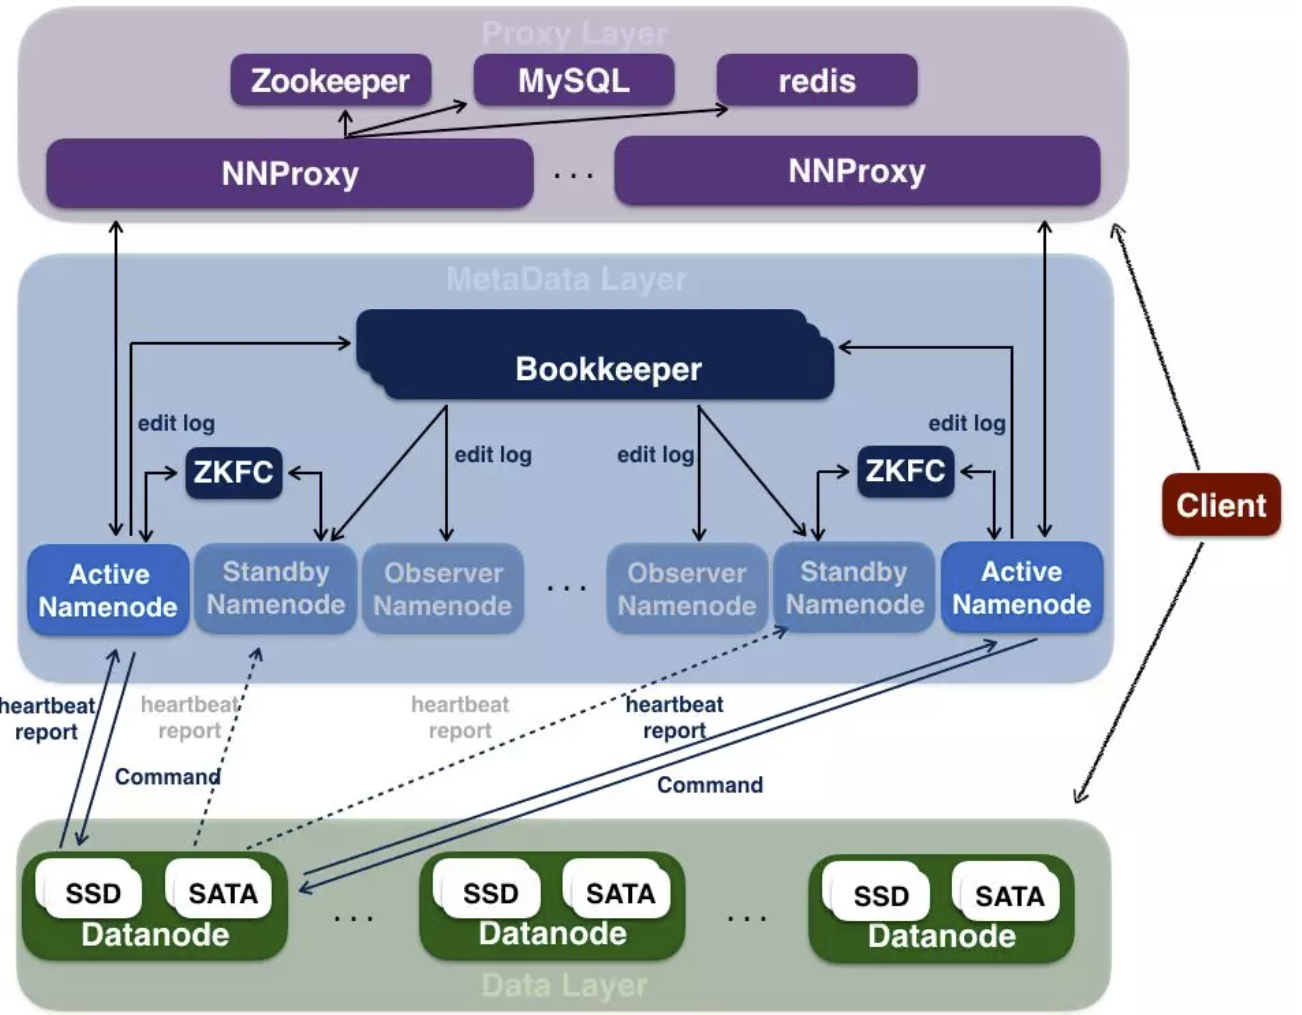 Proxy Layer
Zookeeper
MySQL
redis
NNProxy
...
NNProxy
MetaData Layer
Bookkeeper
edit log
edit log
edit log
edit log
ZKFC
ZKFC
Client
Active
Namenode
Standby
Namenode
Observer
Namenode
...
Observer
Namenode
Standby
Namenode
Active
Namenode
heartbeat
report
heartbeat
report
heartbeat
report
heartbeat
report
Command
Command
SSD
SATA
Datanode
...
SSD
SATA
Datanode
...
SSD
SATA
Datanode
Data Layer